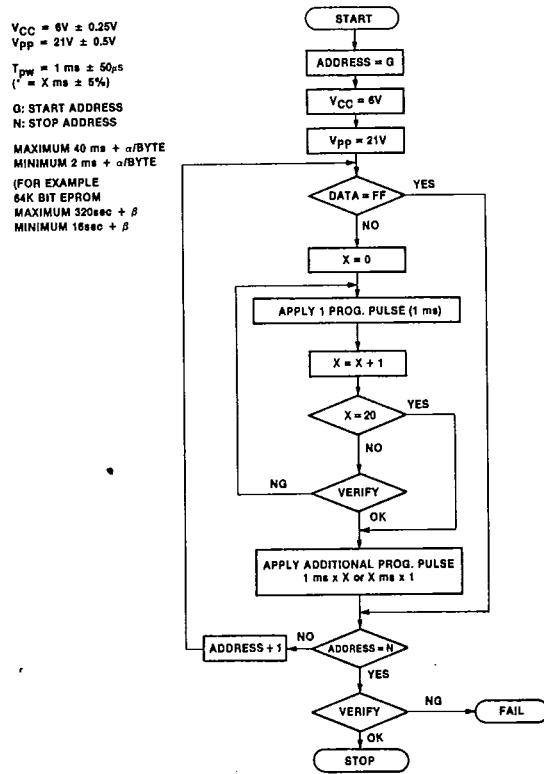 VCC = 6V ± 0.25V
Vpp = 21V ± 0.5V
Tpw = 1 ms ± 50µs
(* = X ms ± 5%)
G: START ADDRESS
N: STOP ADDRESS
MAXIMUM 40 ms + α/BYTE
MINIMUM 2 ms + α/BYTE
(FOR EXAMPLE
64K BIT EPROM
MAXIMUM 320sec + β
MINIMUM 16sec + β
START
ADDRESS = G
VCC = 6V
Vpp = 21V
DATA = FF
YES
NO
X = 0
APPLY 1 PROG. PULSE (1 ms)
X = X + 1
X = 20
YES
NO
NG
VERIFY
OK
APPLY ADDITIONAL PROG. PULSE
1 ms x X or X ms x 1
ADDRESS + 1
NO
ADDRESS = N
YES
VERIFY
NG
FAIL
OK
STOP